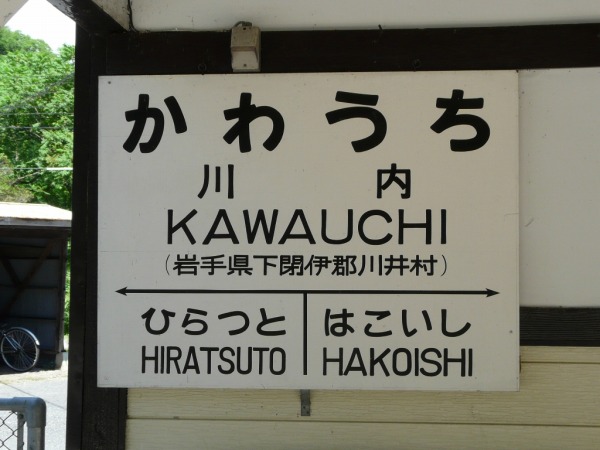 かわうち
川内
KAWAUCHI
(岩手県下閉伊郡川井村)
ひらつと はこいし
HIRATSUTO HAKOISHI